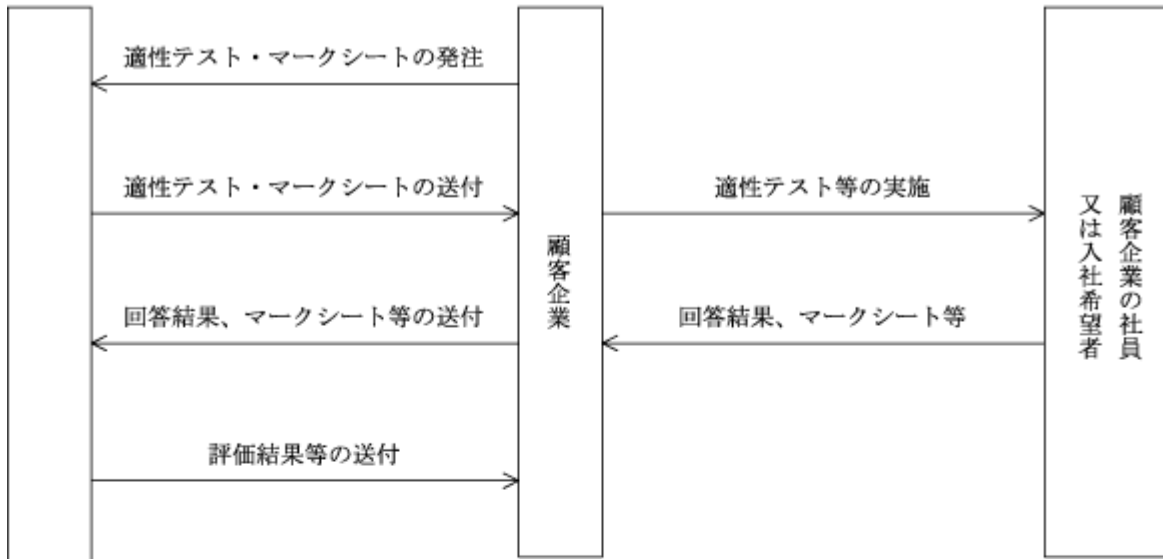 適性テスト・マークシートの発注
適性テスト・マークシートの送付
適性テスト等の実施
回答結果、マークシート等の送付
回答結果、マークシート等
評価結果等の送付
顧客企業
顧客企業の社員
又は入社希望者